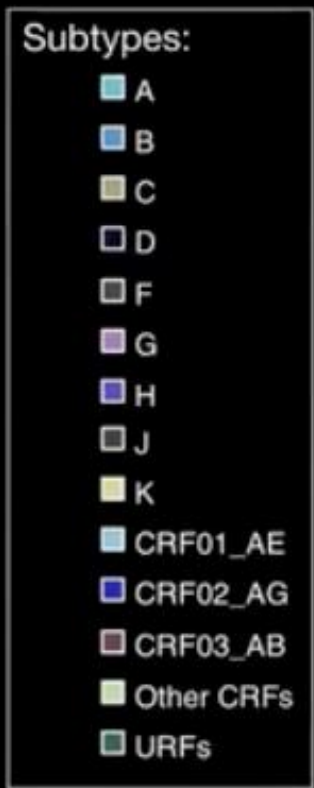 Subtypes:
A
B
C
D
F
G
H
J
K
CRF01_AE
CRF02_AG
CRF03_AB
Other CRFs
URFs